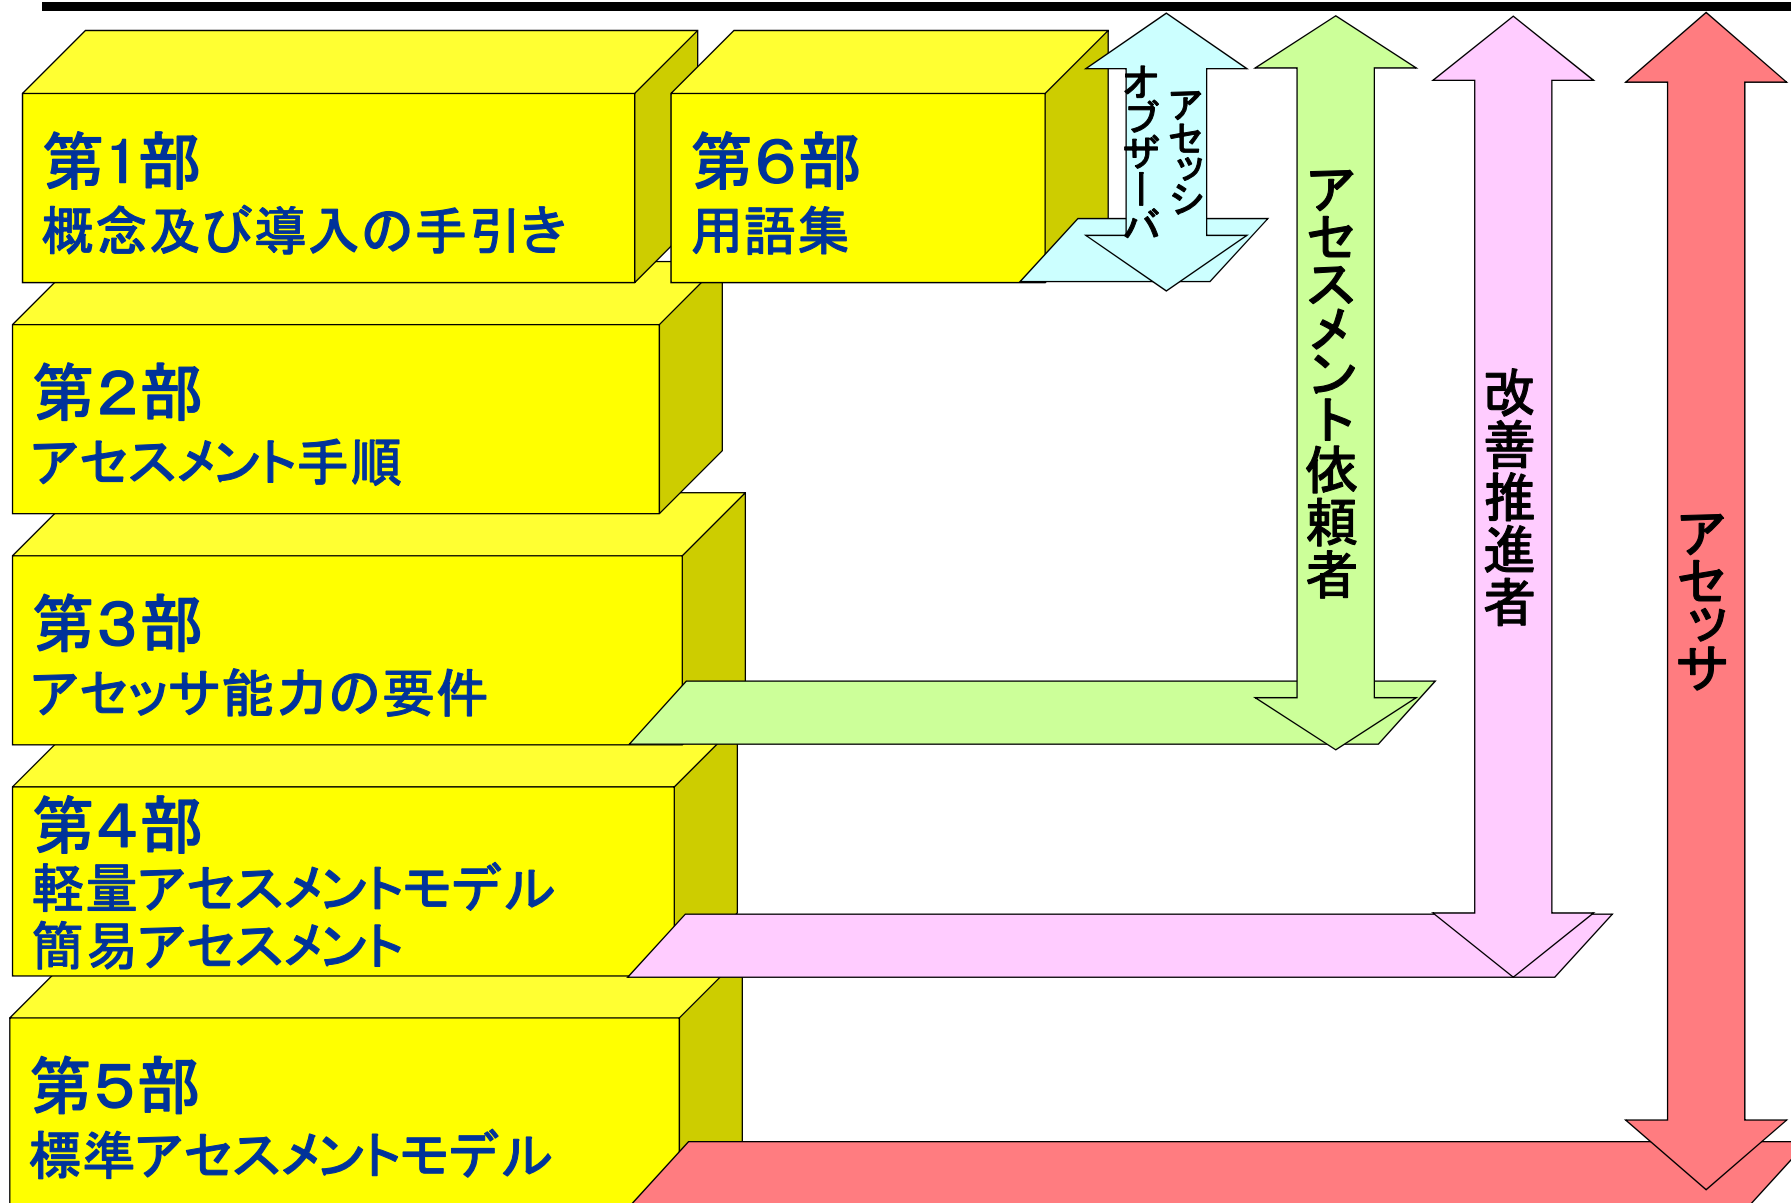 第1部
概念及び導入の手引き
第6部
用語集
アセッシ
オブザーバ
第2部
アセスメント手順
第3部
アセッサ能力の要件
第4部
軽量アセスメントモデル
簡易アセスメント
第5部
標準アセスメントモデル
アセスメント依頼者
改善推進者
アセッサ